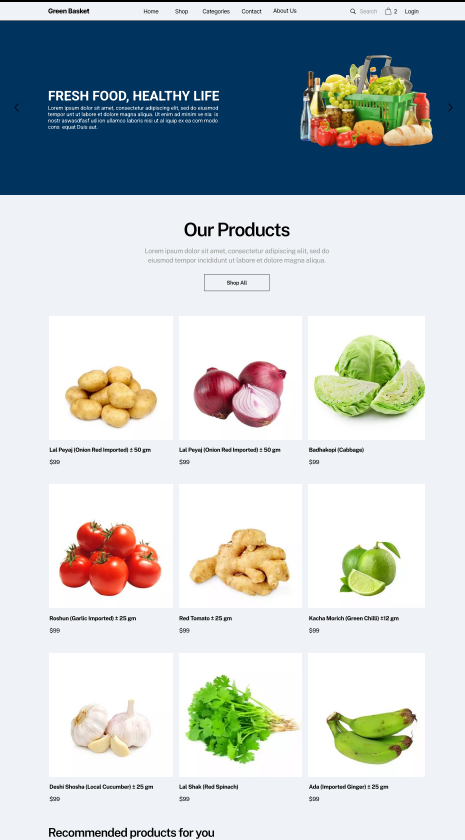 Green Basket Home Shop Categories Contact About Us Search 2 Login
FRESH FOOD, HEALTHY LIFE
Lorem ipsum dolor sit amet, consectetur adipiscing elit, sed do eiusmod
tempor unt ut labore et dolore magna aliqua. Ut enim ad minim ve nia is
nostr aswasdfasf ud ion ullamco laboris nisi ut al iquip ex ea com modo
cons equat Duis aut.
Our Products
Lorem ipsum dolor sit amet, consectetur adipiscing elit, sed do
eiusmod tempor incididunt ut labore et dolore magna aliqua.
Shop All
Lal Peyaj (Onion Red Imported) ± 50 gm
$99
Lal Peyaj (Onion Red Imported) ± 50 gm
$99
Badhakopi (Cabbage)
$99
Roshun (Garlic Imported) ± 25 gm
$99
Red Tomato ± 25 gm
$99
Kacha Morich (Green Chilli) ±12 gm
$99
Deshi Shosha (Local Cucumber) ± 25 gm
$99
Lal Shak (Red Spinach)
$99
Ada (Imported Ginger) ± 25 gm
$99
Recommended products for you